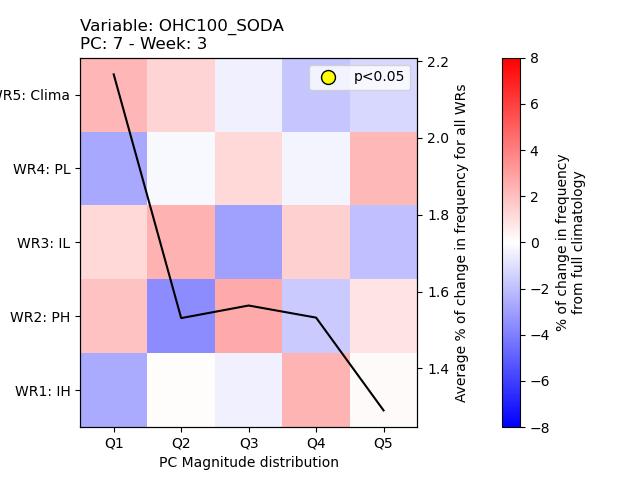 Variable: OHC100_SODA
PC: 7 - Week: 3
p<0.05
WR5: Clima
WR4: PL
WR3: IL
WR2: PH
WR1: IH
Q1 Q2 Q3 Q4 Q5
PC Magnitude distribution
2.2
2.0
1.8
1.6
1.4
Average % of change in frequency for all WRs
8
6
4
2
0
−2
−4
−6
−8
% of change in frequency
from full climatology